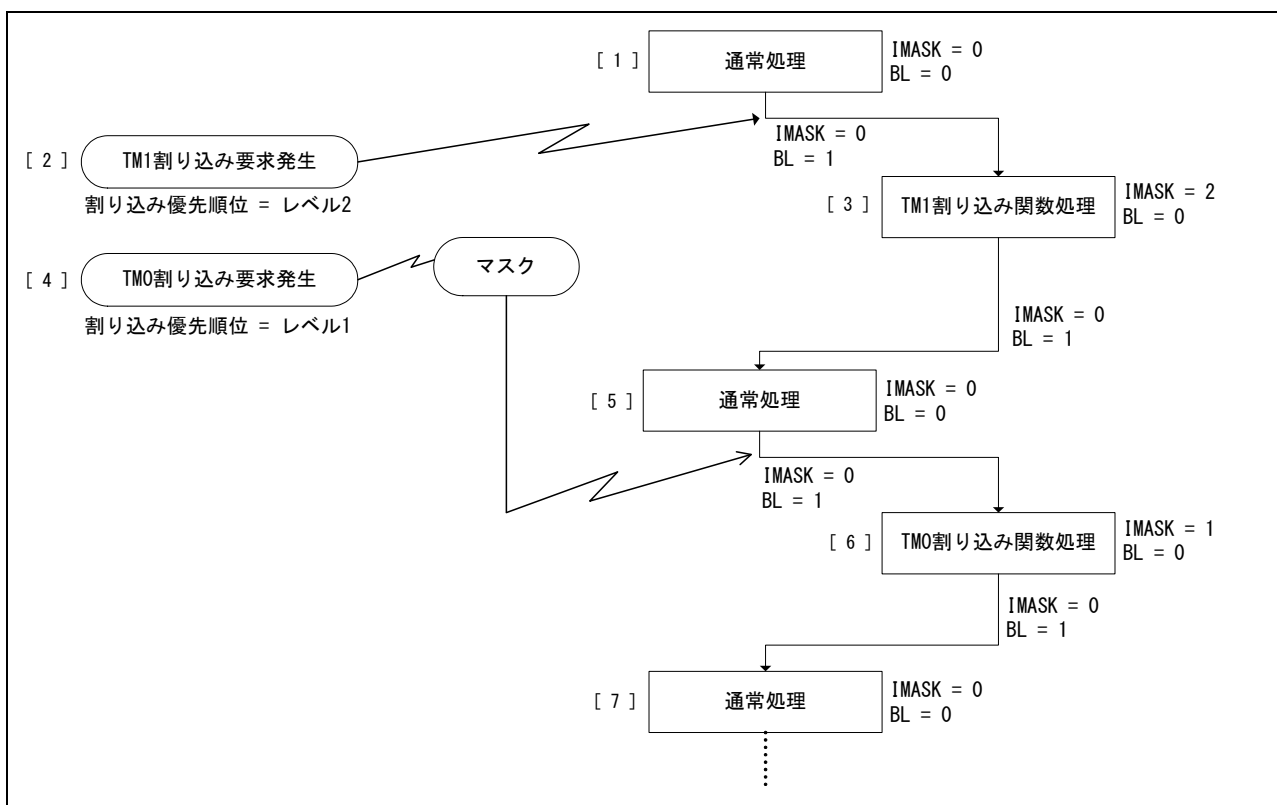 [ 1 ]
通常処理
IMASK = 0
BL = 0
IMASK = 0
BL = 1
[ 2 ]
TM1割り込み要求発生
割り込み優先順位 = レベル2
[ 3 ]
TM1割り込み関数処理
IMASK = 2
BL = 0
[ 4 ]
TM0割り込み要求発生
割り込み優先順位 = レベル1
マスク
IMASK = 0
BL = 1
[ 5 ]
通常処理
IMASK = 0
BL = 0
IMASK = 0
BL = 1
[ 6 ]
TM0割り込み関数処理
IMASK = 1
BL = 0
IMASK = 0
BL = 1
[ 7 ]
通常処理
IMASK = 0
BL = 0